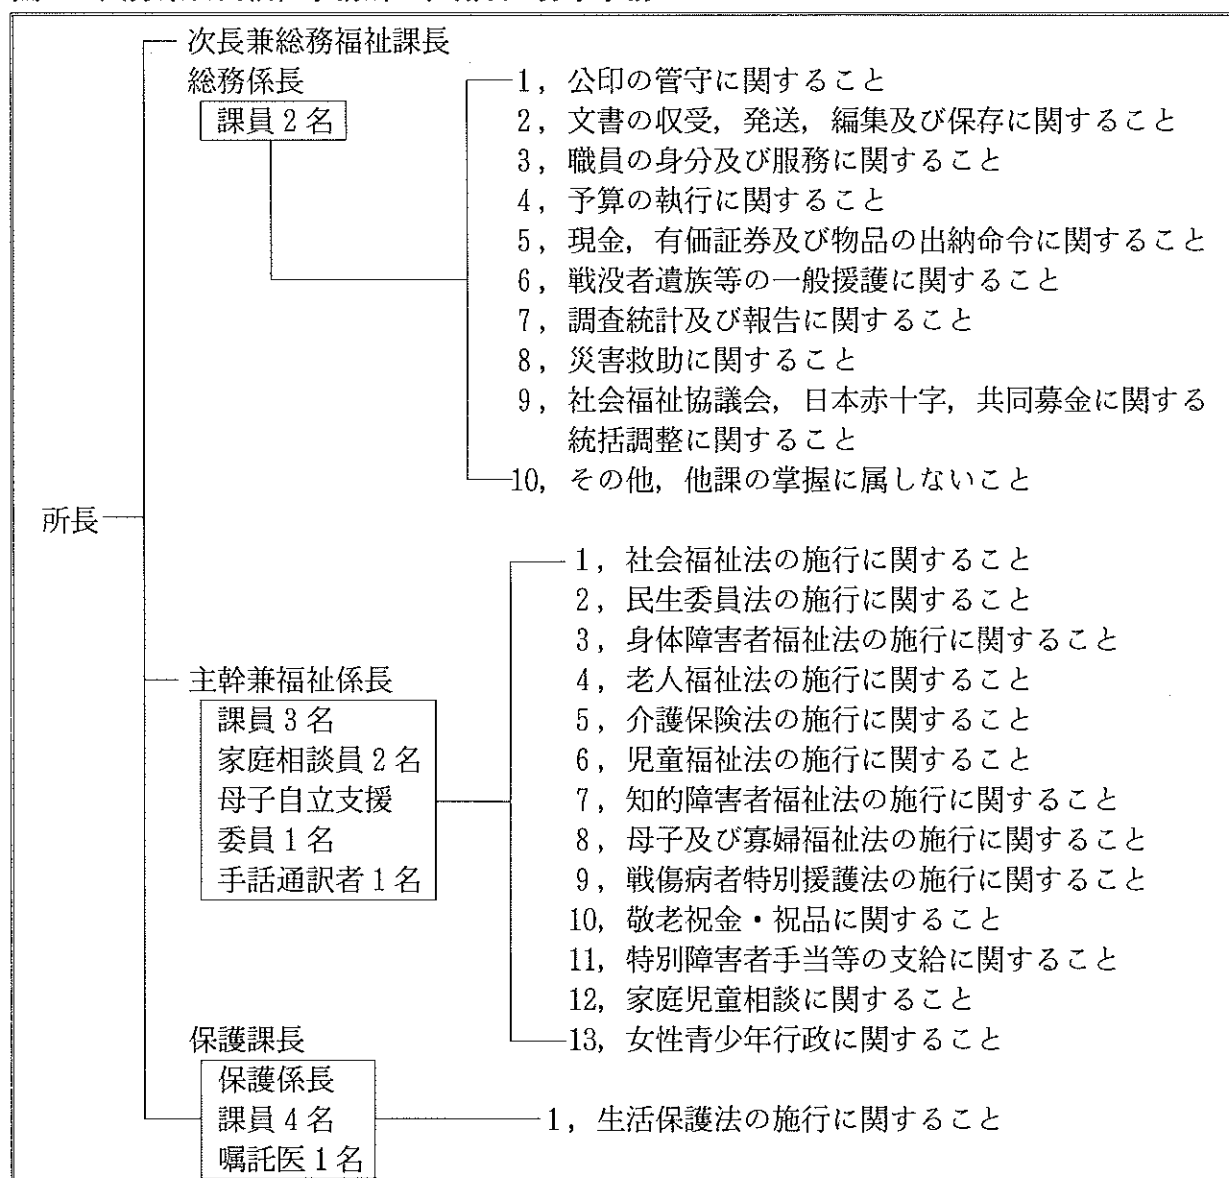 次長兼総務福祉課長
総務係長
課員2名
1，公印の管守に関すること
2，文書の収受，発送，編集及び保存に関すること
3，職員の身分及び服務に関すること
4，予算の執行に関すること
5，現金，有価証券及び物品の出納命令に関すること
6，戦没者遺族等の一般援護に関すること
7，調査統計及び報告に関すること
8，災害救助に関すること
9，社会福祉協議会，日本赤十字，共同募金に関する
統括調整に関すること
10，その他，他課の掌握に属しないこと
所長
主幹兼福祉係長
課員3名
家庭相談員2名
母子自立支援
委員1名
手話通訳者1名
1，社会福祉法の施行に関すること
2，民生委員法の施行に関すること
3，身体障害者福祉法の施行に関すること
4，老人福祉法の施行に関すること
5，介護保険法の施行に関すること
6，児童福祉法の施行に関すること
7，知的障害者福祉法の施行に関すること
8，母子及び寡婦福祉法の施行に関すること
9，戦傷病者特別援護法の施行に関すること
10，敬老祝金・祝品に関すること
11，特別障害者手当等の支給に関すること
12，家庭児童相談に関すること
13，女性青少年行政に関すること
保護課長
保護係長
課員4名
嘱託医1名
1，生活保護法の施行に関すること